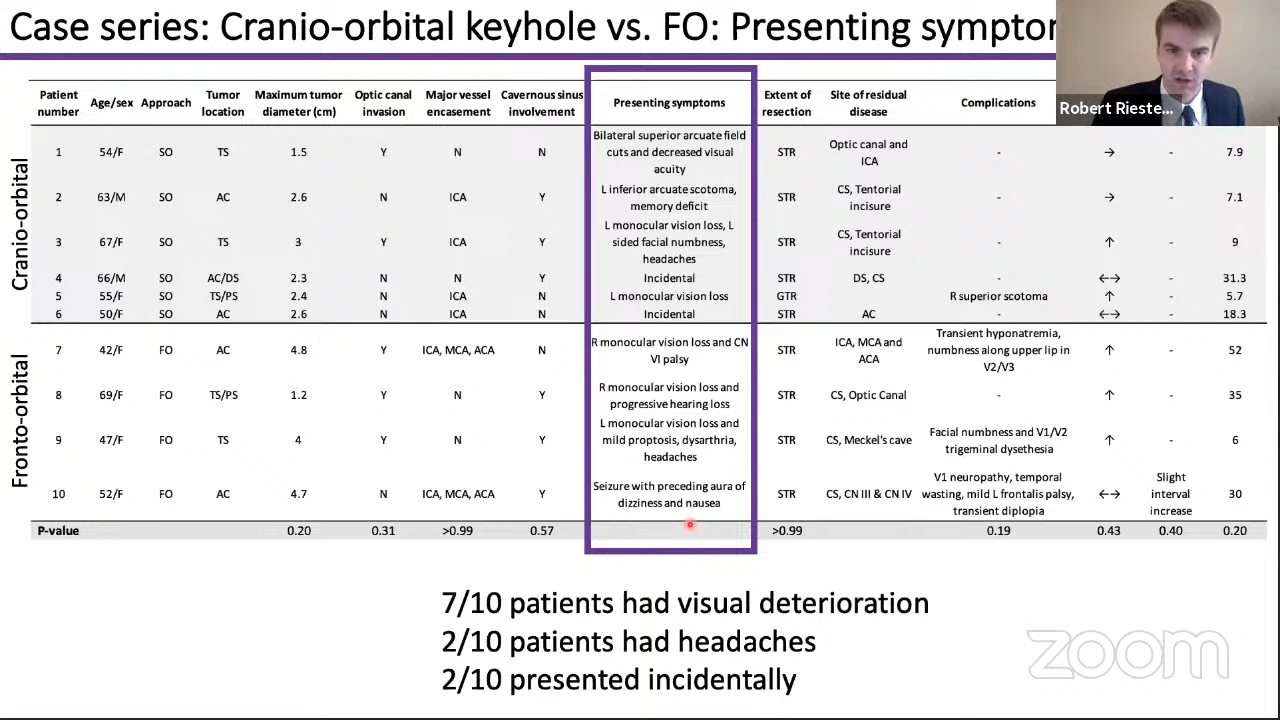 Case series: Cranio-orbital keyhole vs. FO: Presenting symptom
Robert Rieste...
Patient number Age/sex Approach Tumor location Maximum tumor diameter (cm) Optic canal invasion Major vessel encasement Cavernous sinus involvement Presenting symptoms Extent of resection Site of residual disease Complications
Cranio-orbital
1 54/F SO TS 1.5 Y N N Bilateral superior arcuate field cuts and decreased visual acuity STR Optic canal and ICA - → - 7.9
2 63/M SO AC 2.6 N ICA Y L inferior arcuate scotoma, memory deficit STR CS, Tentorial incisure - → - 7.1
3 67/F SO TS 3 Y ICA Y L monocular vision loss, L sided facial numbness, headaches STR CS, Tentorial incisure - ↑ - 9
4 66/M SO AC/DS 2.3 N N Y Incidental STR DS, CS - ←→ - 31.3
5 55/F SO TS/PS 2.4 N ICA N L monocular vision loss GTR R superior scotoma ↑ - 5.7
6 50/F SO AC 2.6 N ICA N Incidental STR AC - ←→ - 18.3
Fronto-orbital
7 42/F FO AC 4.8 Y ICA, MCA, ACA N R monocular vision loss and CN VI palsy STR ICA, MCA and ACA Transient hyponatremia, numbness along upper lip in V2/V3 ↑ - 52
8 69/F FO TS/PS 1.2 Y N Y R monocular vision loss and progressive hearing loss STR CS, Optic Canal - ↑ - 35
9 47/F FO TS 4 Y N Y L monocular vision loss and mild proptosis, dysarthria, headaches STR CS, Meckel's cave Facial numbness and V1/V2 trigeminal dysethesia ↑ - 6
10 52/F FO AC 4.7 N ICA, MCA, ACA Y Seizure with preceding aura of dizziness and nausea STR CS, CN III & CN IV V1 neuropathy, temporal wasting, mild L frontalis palsy, transient diplopia ←→ Slight interval increase 30
P-value 0.20 0.31 >0.99 0.57 >0.99 0.19 0.43 0.40 0.20
7/10 patients had visual deterioration
2/10 patients had headaches
2/10 presented incidentally
zoom